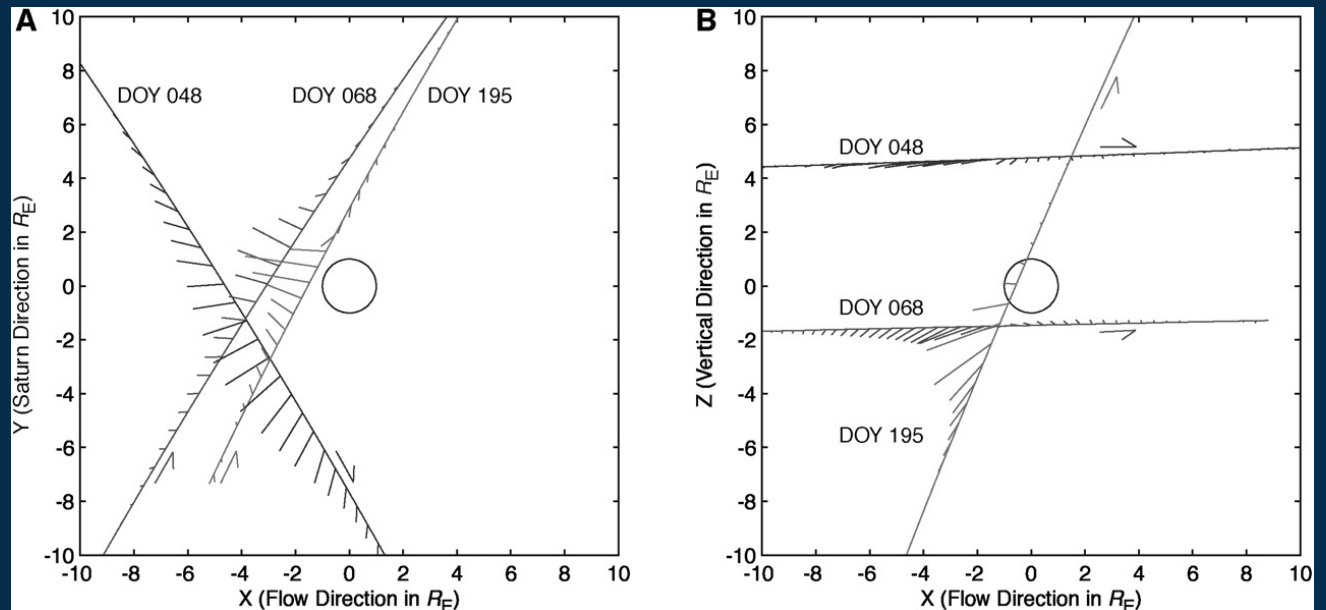 A
10
8
6
4
2
0
-2
-4
-6
-8
-10
Y (Saturn Direction in RE)
DOY 048
DOY 068
DOY 195
-10 -8 -6 -4 -2 0 2 4 6 8 10
X (Flow Direction in RE)
B
10
8
6
4
2
0
-2
-4
-6
-8
-10
Z (Vertical Direction in RE)
DOY 048
DOY 068
DOY 195
-10 -8 -6 -4 -2 0 2 4 6 8 10
X (Flow Direction in RE)